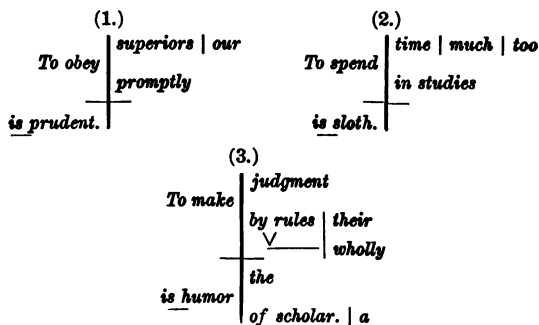 (1.)
superiors | our
To obey
promptly
is prudent.
(2.)
time | much | too
To spend
in studies
is sloth.
(3.)
judgment
To make
by rules | their
wholly
the
is humor
of scholar. | a